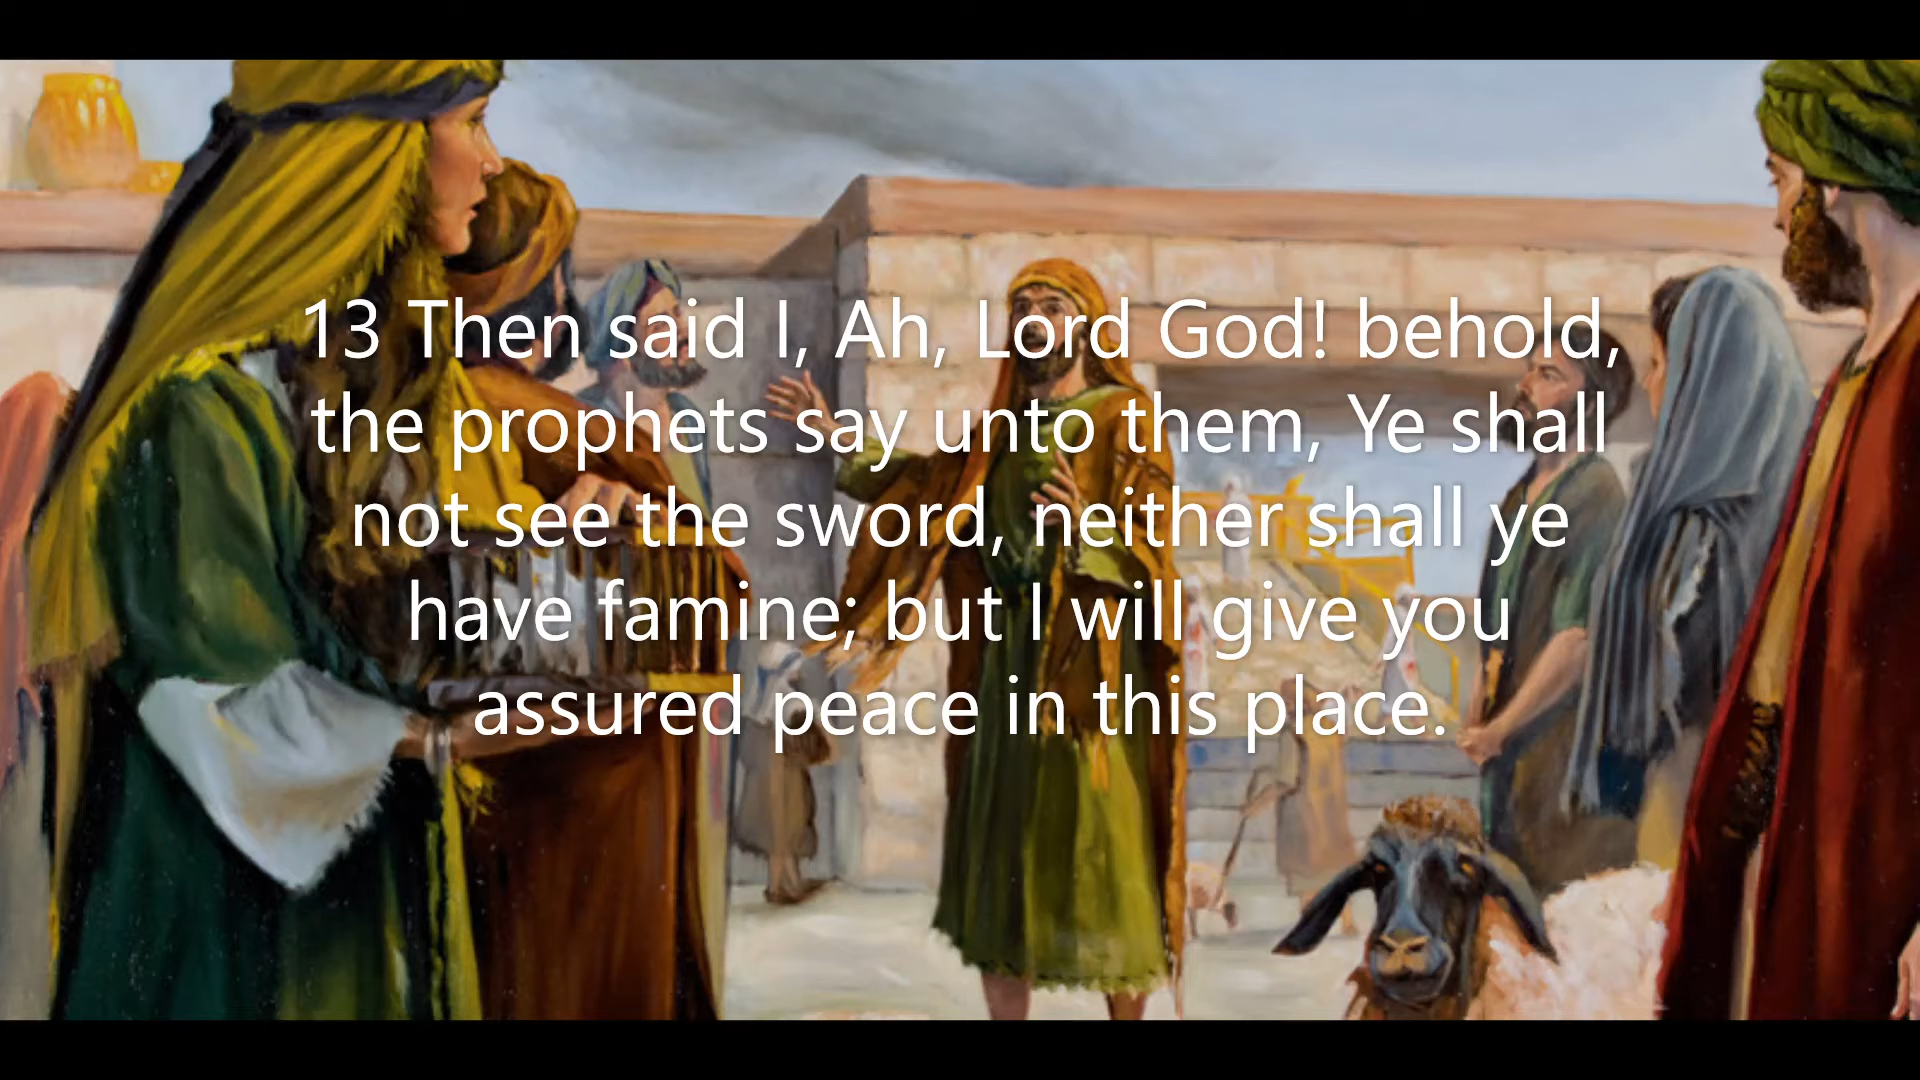 13 Then said I, Ah, Lord God! behold,
the prophets say unto them, Ye shall
not see the sword, neither shall ye
have famine; but I will give you
assured peace in this place.